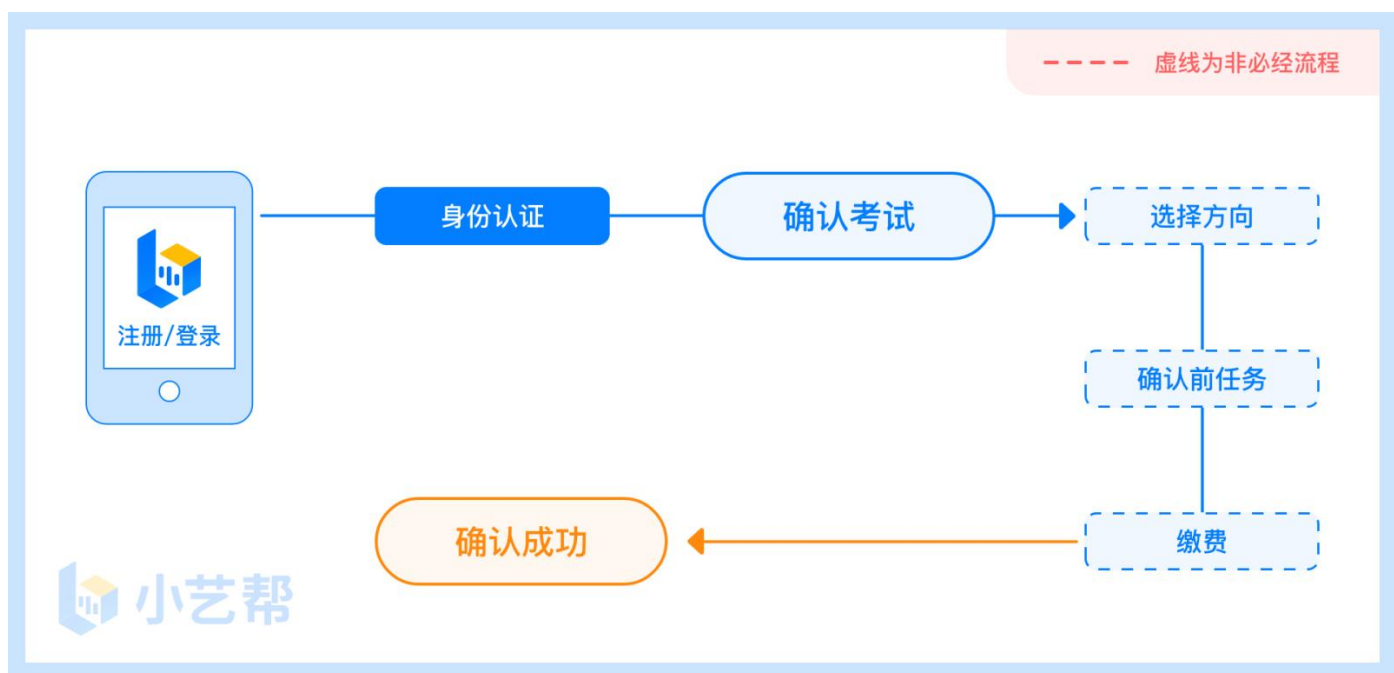 虚线为非必经流程
注册/登录
身份认证
确认考试
选择方向
确认前任务
缴费
确认成功
小艺帮